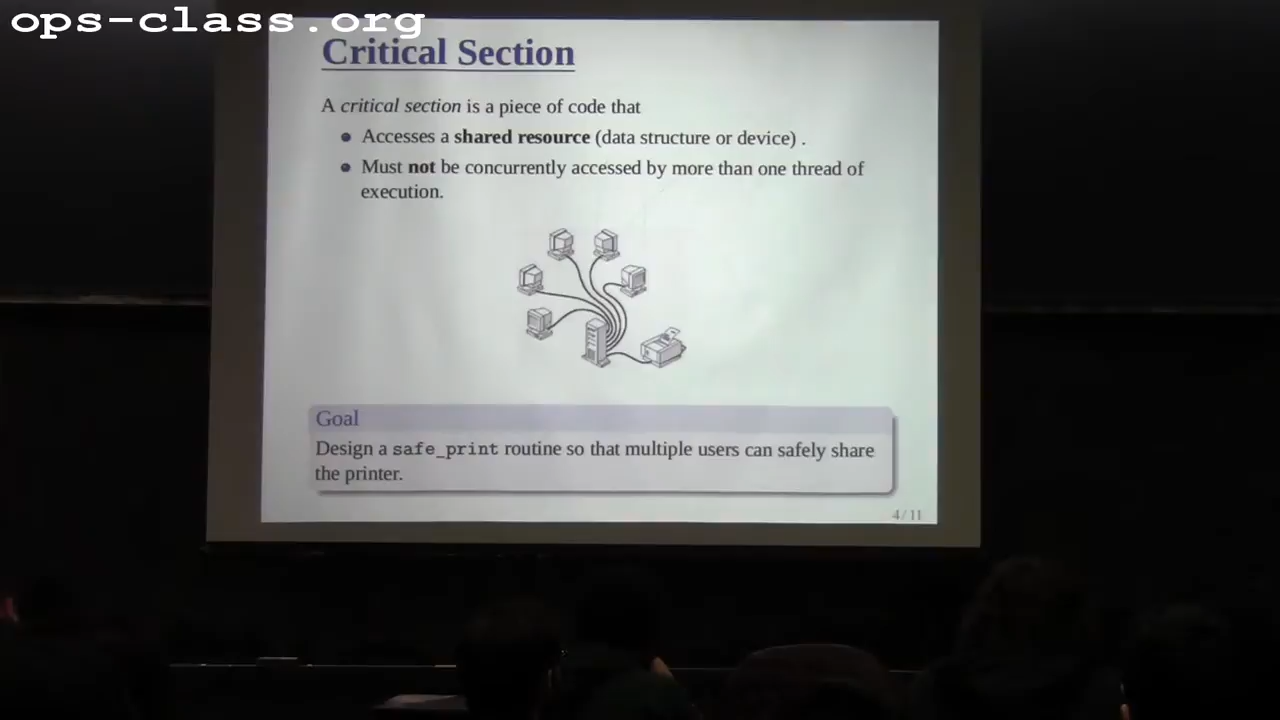 ops-class.org
Critical Section
A critical section is a piece of code that
Accesses a shared resource (data structure or device) .
Must not be concurrently accessed by more than one thread of
execution.
Goal
Design a safe_print routine so that multiple users can safely share
the printer.
4/11